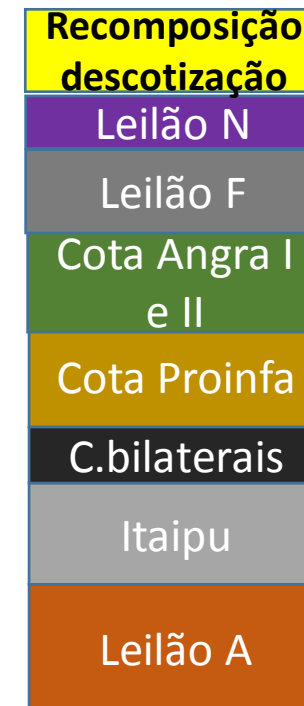 Recomposição
descotização
Leilão N
Leilão F
Cota Angra I
e II
Cota Proinfa
C.bilaterais
Itaipu
Leilão A